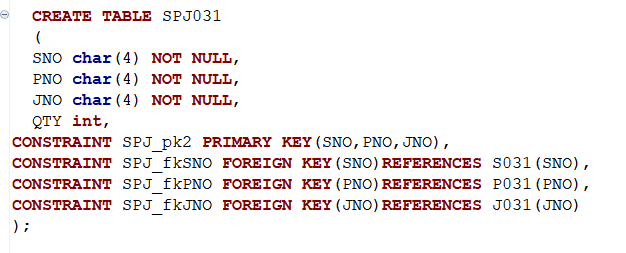 CREATE TABLE SPJ031
(
SNO char(4) NOT NULL,
PNO char(4) NOT NULL,
JNO char(4) NOT NULL,
QTY int,
CONSTRAINT SPJ_pk2 PRIMARY KEY(SNO,PNO,JNO),
CONSTRAINT SPJ_fkSNO FOREIGN KEY(SNO)REFERENCES S031(SNO),
CONSTRAINT SPJ_fkPNO FOREIGN KEY(PNO)REFERENCES P031(PNO),
CONSTRAINT SPJ_fkJNO FOREIGN KEY(JNO)REFERENCES J031(JNO)
);